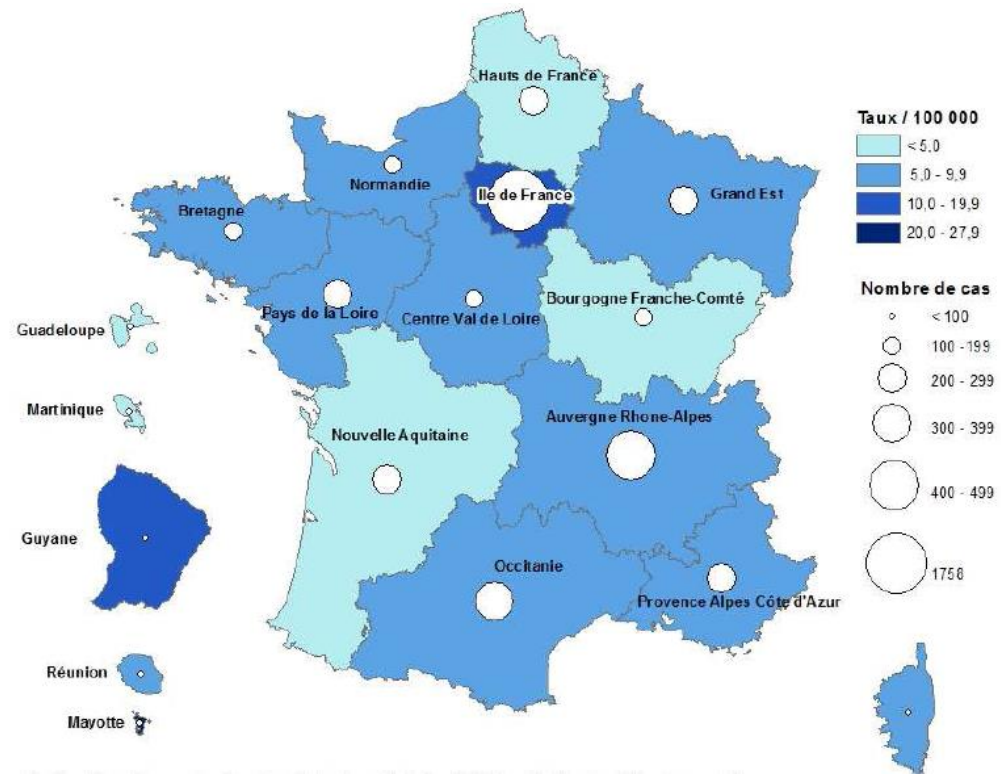 Hauts de France
Taux / 100 000
< 5,0
5,0 - 9,9
10,0 - 19,9
20,0 - 27,9
Normandie
Ile de France
Grand Est
Bretagne
Nombre de cas
< 100
100 - 199
200 - 299
300 - 399
400 - 499
1758
Pays de la Loire
Centre Val de Loire
Bourgogne Franche-Comté
Guadeloupe
Martinique
Nouvelle Aquitaine
Auvergne Rhone-Alpes
Guyane
Occitanie
Provence Alpes Côte d'Azur
Réunion
Mayotte